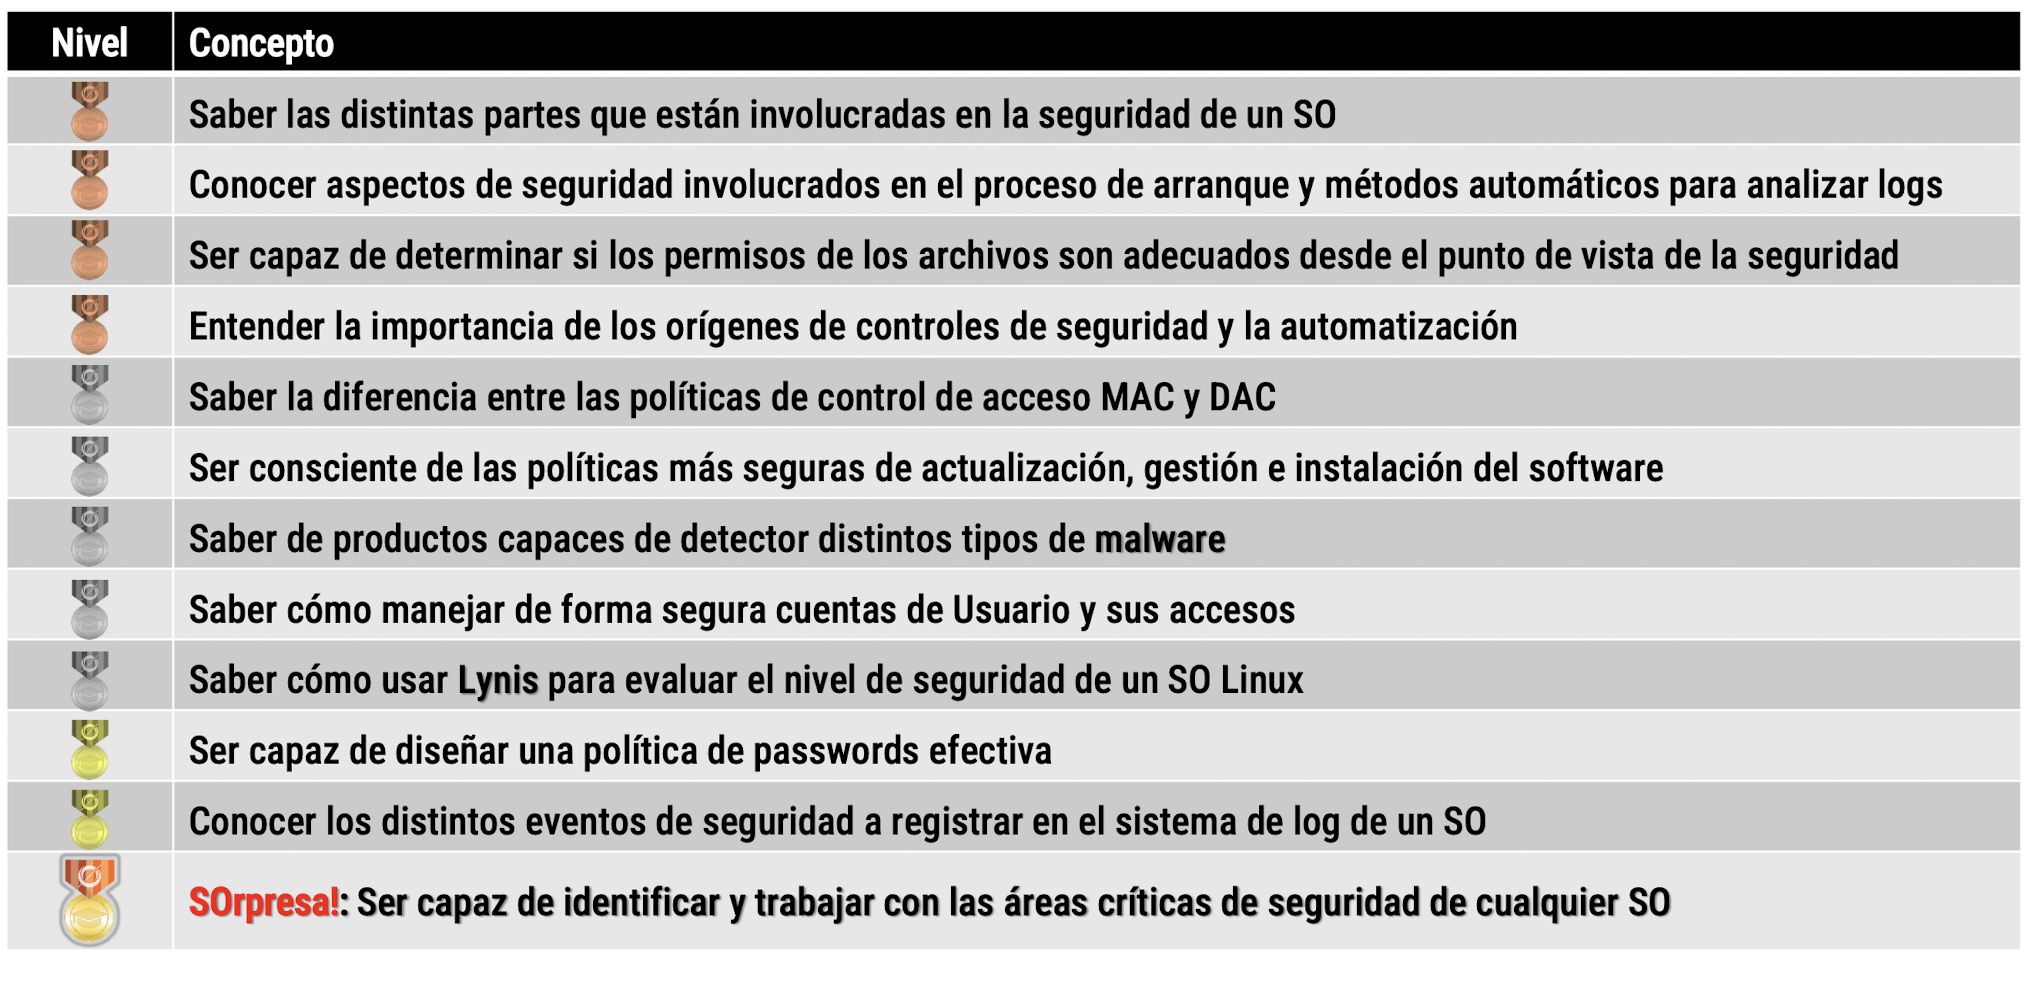 Nivel Concepto
Saber las distintas partes que están involucradas en la seguridad de un SO
Conocer aspectos de seguridad involucrados en el proceso de arranque y métodos automáticos para analizar logs
Ser capaz de determinar si los permisos de los archivos son adecuados desde el punto de vista de la seguridad
Entender la importancia de los orígenes de controles de seguridad y la automatización
Saber la diferencia entre las políticas de control de acceso MAC y DAC
Ser consciente de las políticas más seguras de actualización, gestión e instalación del software
Saber de productos capaces de detector distintos tipos de malware
Saber cómo manejar de forma segura cuentas de Usuario y sus accesos
Saber cómo usar Lynis para evaluar el nivel de seguridad de un SO Linux
Ser capaz de diseñar una política de passwords efectiva
Conocer los distintos eventos de seguridad a registrar en el sistema de log de un SO
SOrpresa!: Ser capaz de identificar y trabajar con las áreas críticas de seguridad de cualquier SO